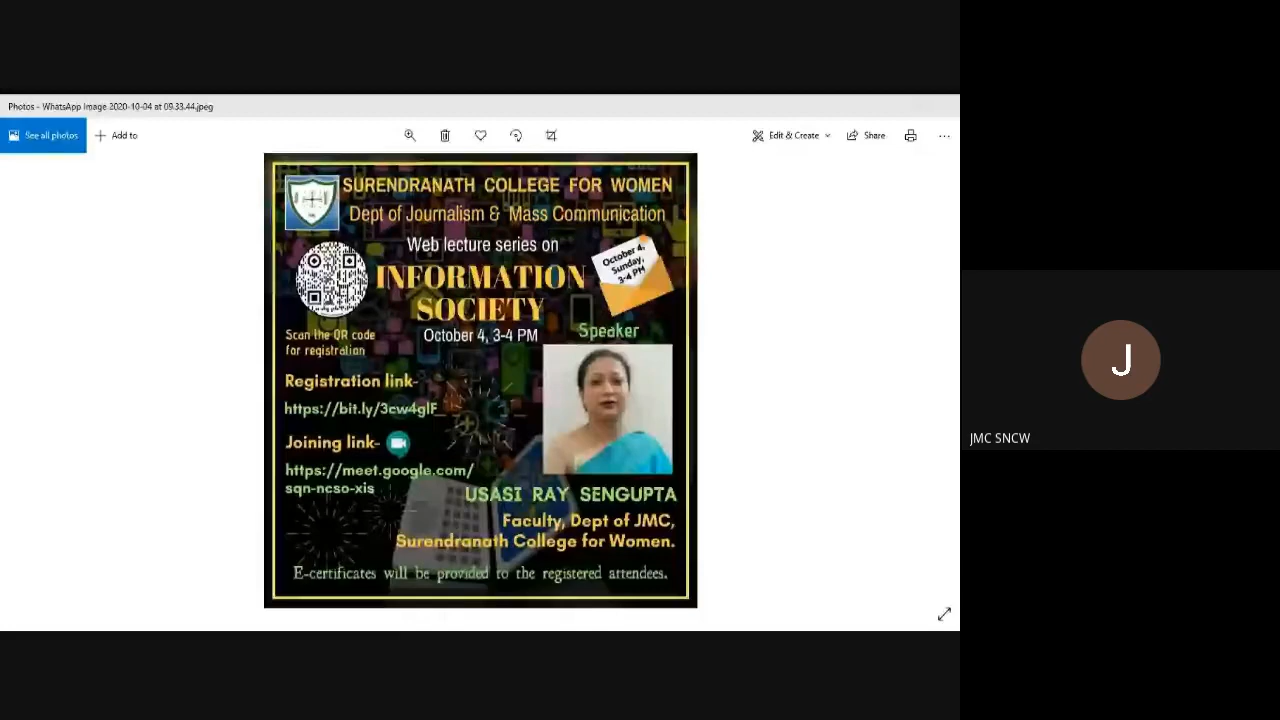 Photos - WhatsApp Image 2020-10-04 at 09.33.44.jpeg
See all photos
Add to
Edit & Create
Share
SURENDRANATH COLLEGE FOR WOMEN
Dept of Journalism & Mass Communication
Web lecture series on
October 4,
Sunday,
3-4 PM
INFORMATION
SOCIETY
October 4, 3-4 PM
Speaker
Scan the QR code
for registration
Registration link-
Joining link-
https://meet.google.com/
sqn-ncso-xis
USASI RAY SENGUPTA
Faculty, Dept of JMC,
Surendranath College for Women.
E-certificates will be provided to the registered attendees.
J
JMC SNCW